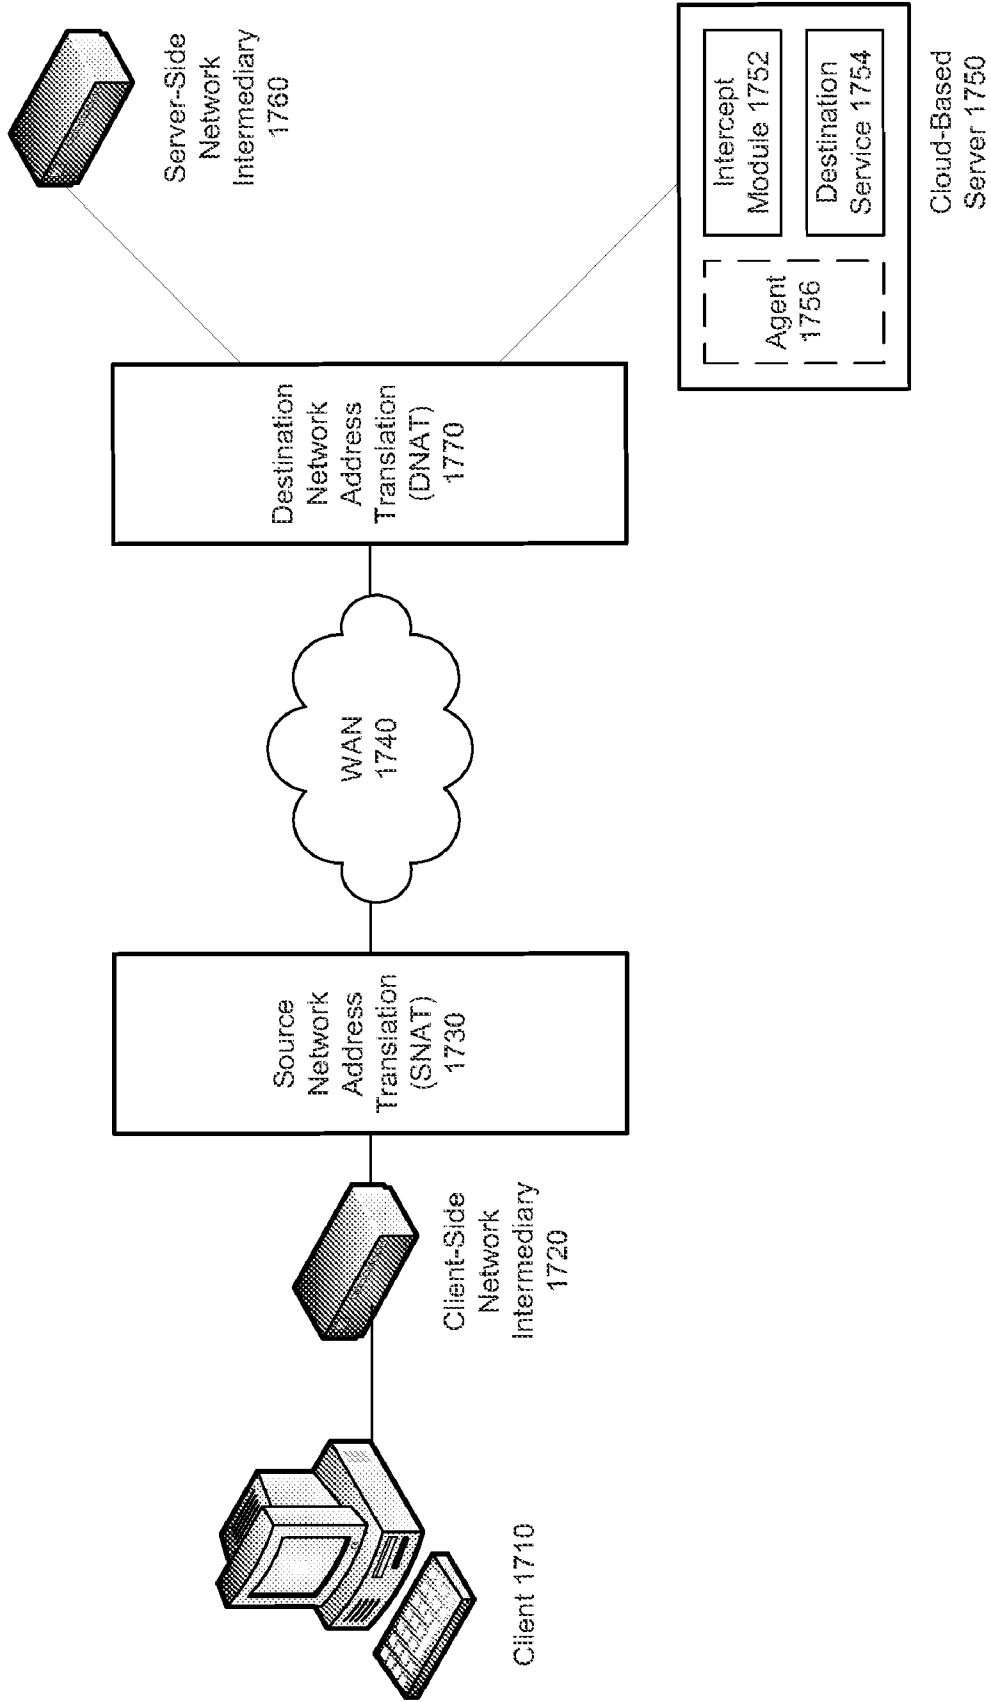 Client 1710
Client-Side
Network
Intermediary
1720
Source
Network
Address
Translation
(SNAT)
1730
WAN
1740
Destination
Network
Address
Translation
(DNAT)
1770
Server-Side
Network
Intermediary
1760
Agent
1756
Intercept
Module 1752
Destination
Service 1754
Cloud-Based
Server 1750